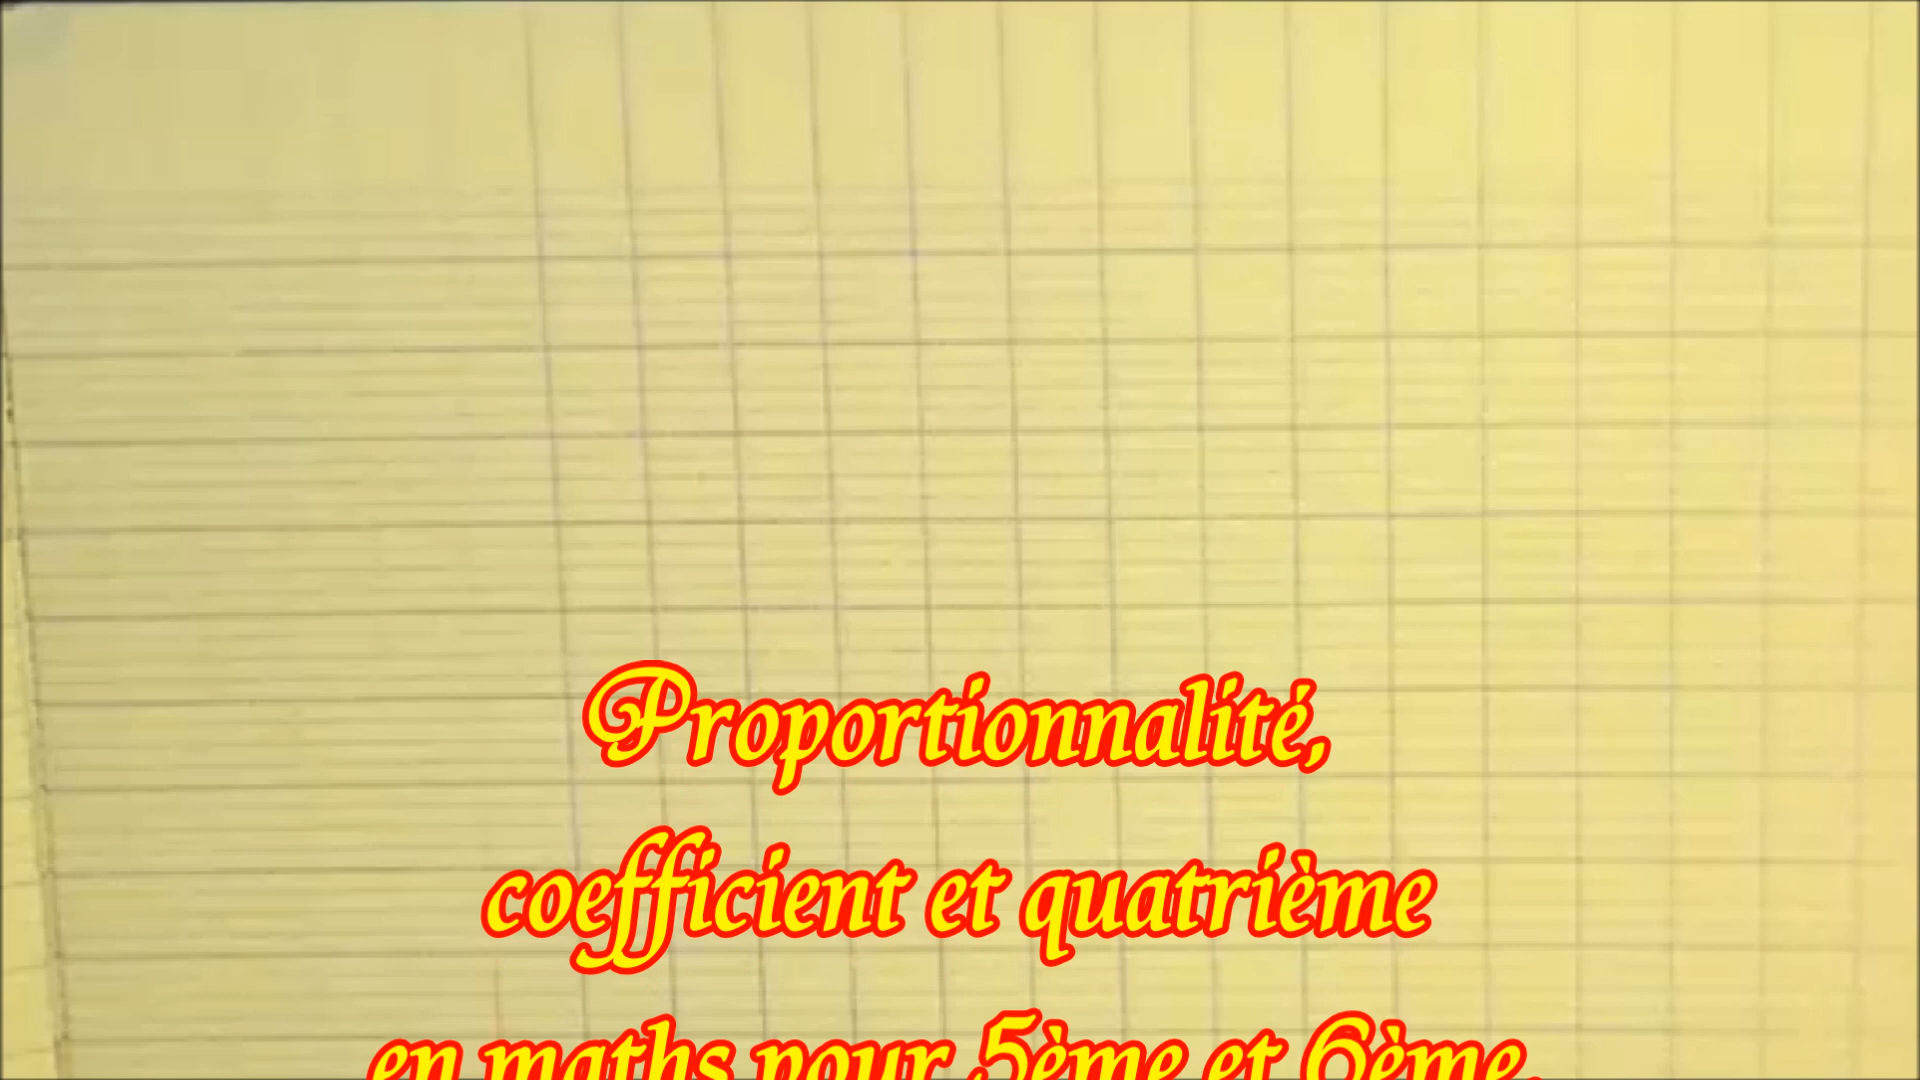 Proportionnalité,
coefficient et quatrième
en maths pour 5ème et 6ème.